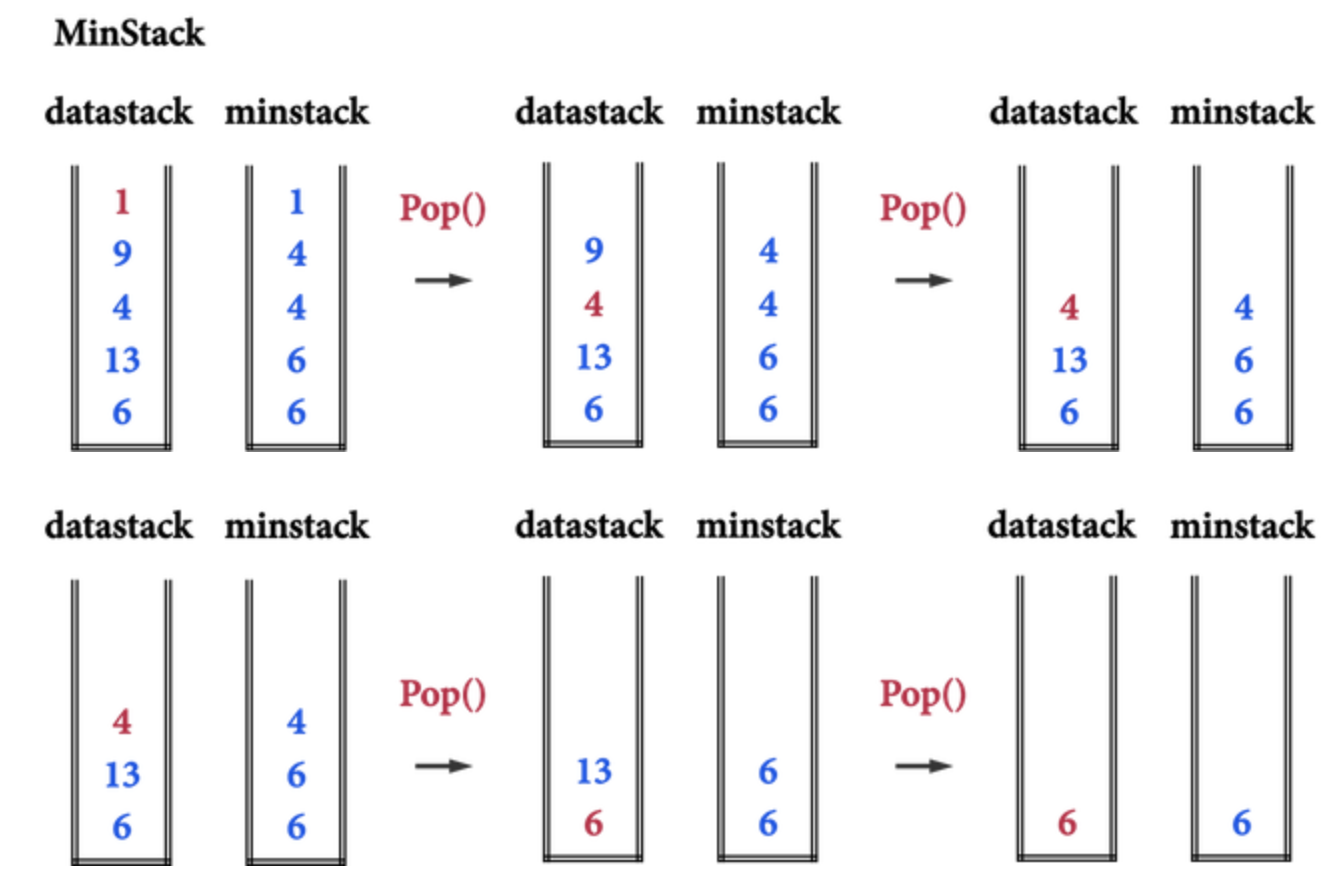 MinStack
datastack minstack datastack minstack datastack minstack
1 1 Pop() Pop()
9 4 9 4
4 4 4 4 4 4
13 6 13 6 13 6
6 6 6 6 6 6
datastack minstack datastack minstack datastack minstack
Pop() Pop()
4 4
13 6 13 6
6 6 6 6 6 6